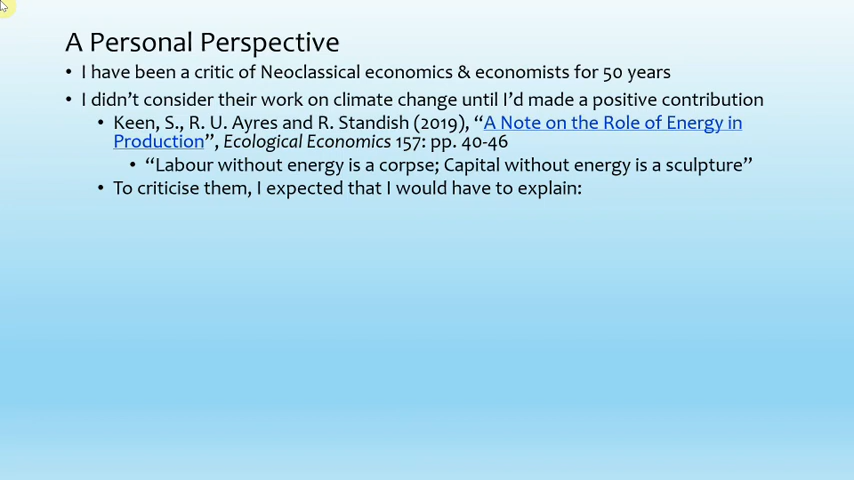 A Personal Perspective
• I have been a critic of Neoclassical economics & economists for 50 years
• I didn’t consider their work on climate change until I’d made a positive contribution
• Keen, S., R. U. Ayres and R. Standish (2019), “A Note on the Role of Energy in
Production”, Ecological Economics 157: pp. 40-46
• “Labour without energy is a corpse; Capital without energy is a sculpture”
• To criticise them, I expected that I would have to explain: